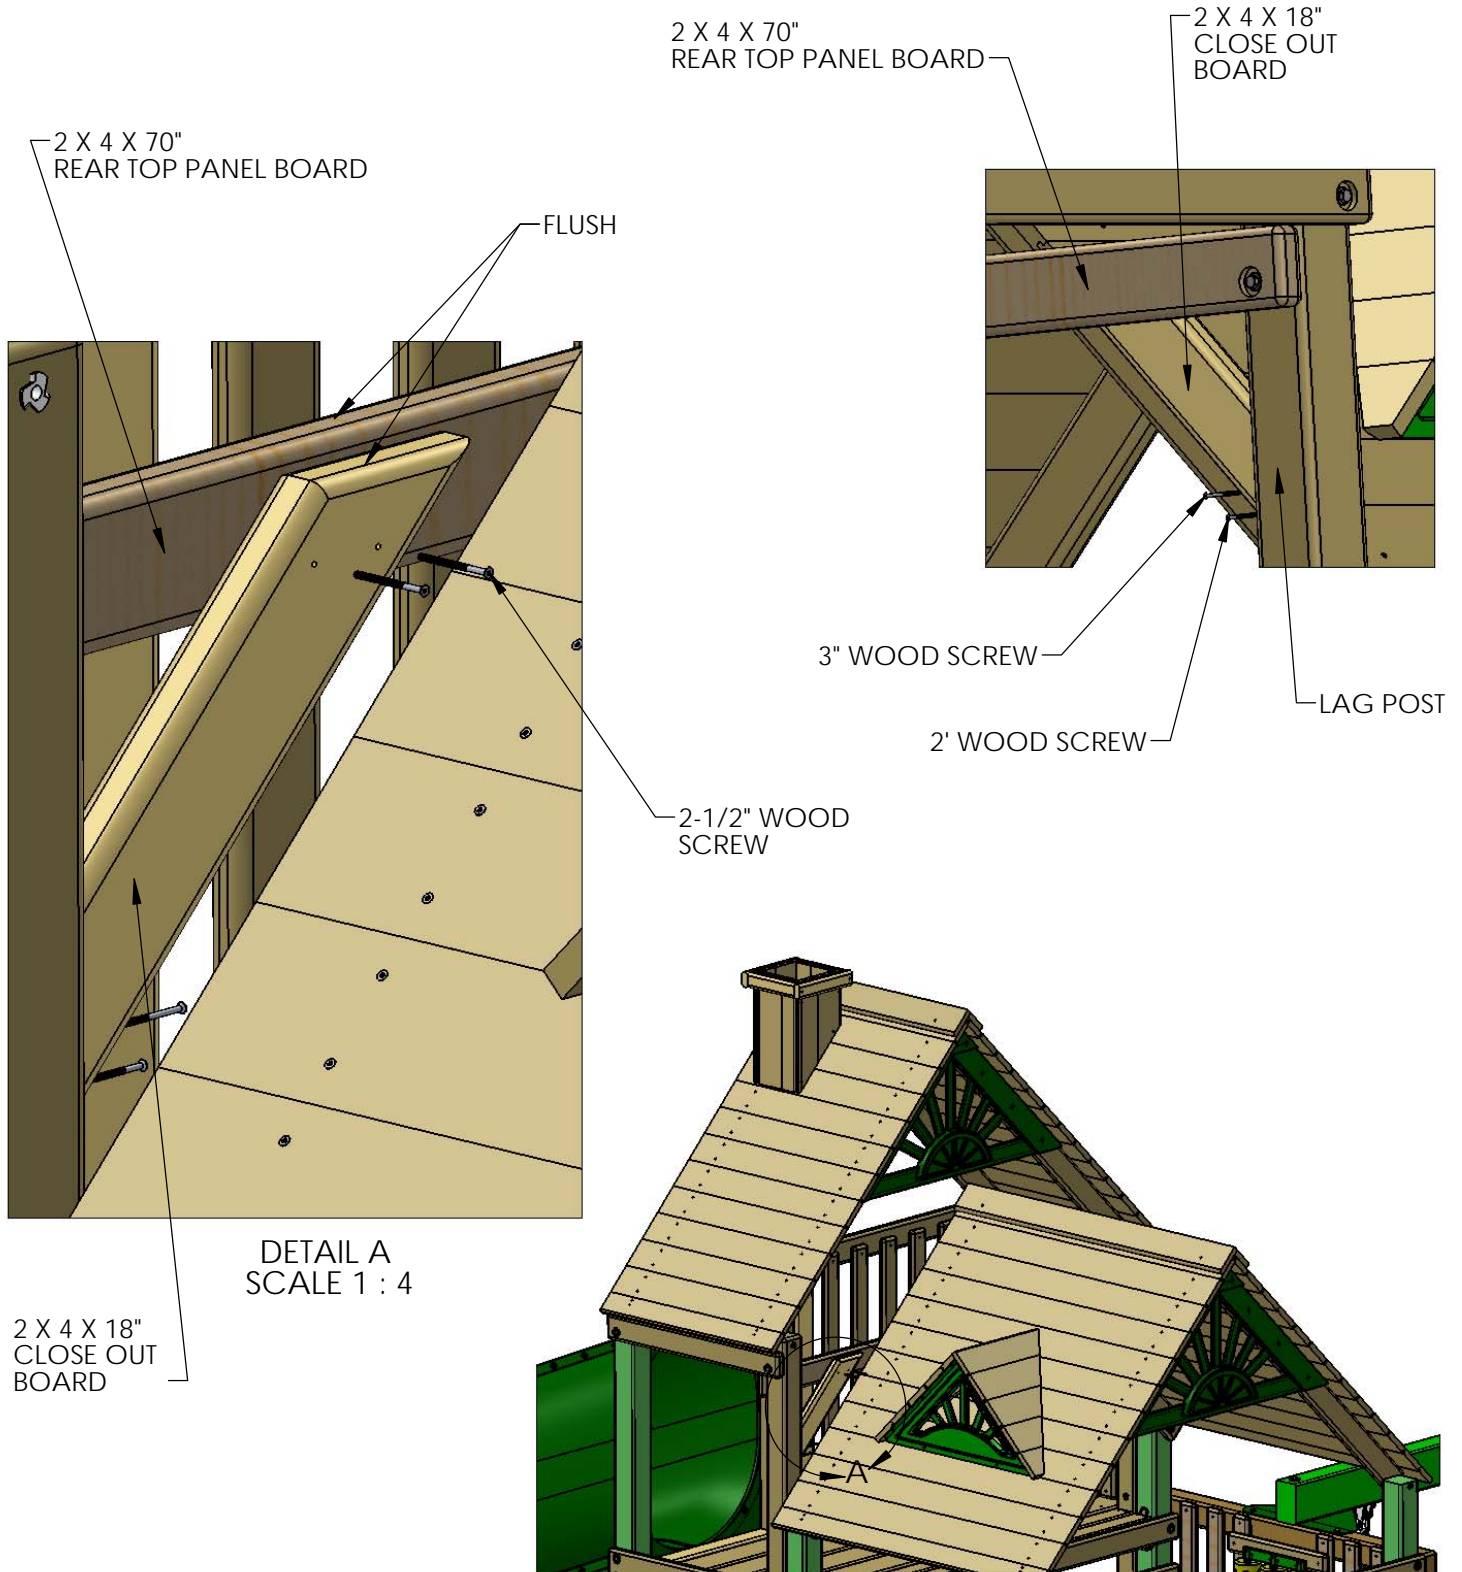 2 X 4 X 70"
REAR TOP PANEL BOARD
2 X 4 X 18"
CLOSE OUT
BOARD
2 X 4 X 70"
REAR TOP PANEL BOARD
FLUSH
3" WOOD SCREW
LAG POST
2' WOOD SCREW
2-1/2" WOOD
SCREW
DETAIL A
SCALE 1 : 4
2 X 4 X 18"
CLOSE OUT
BOARD
A